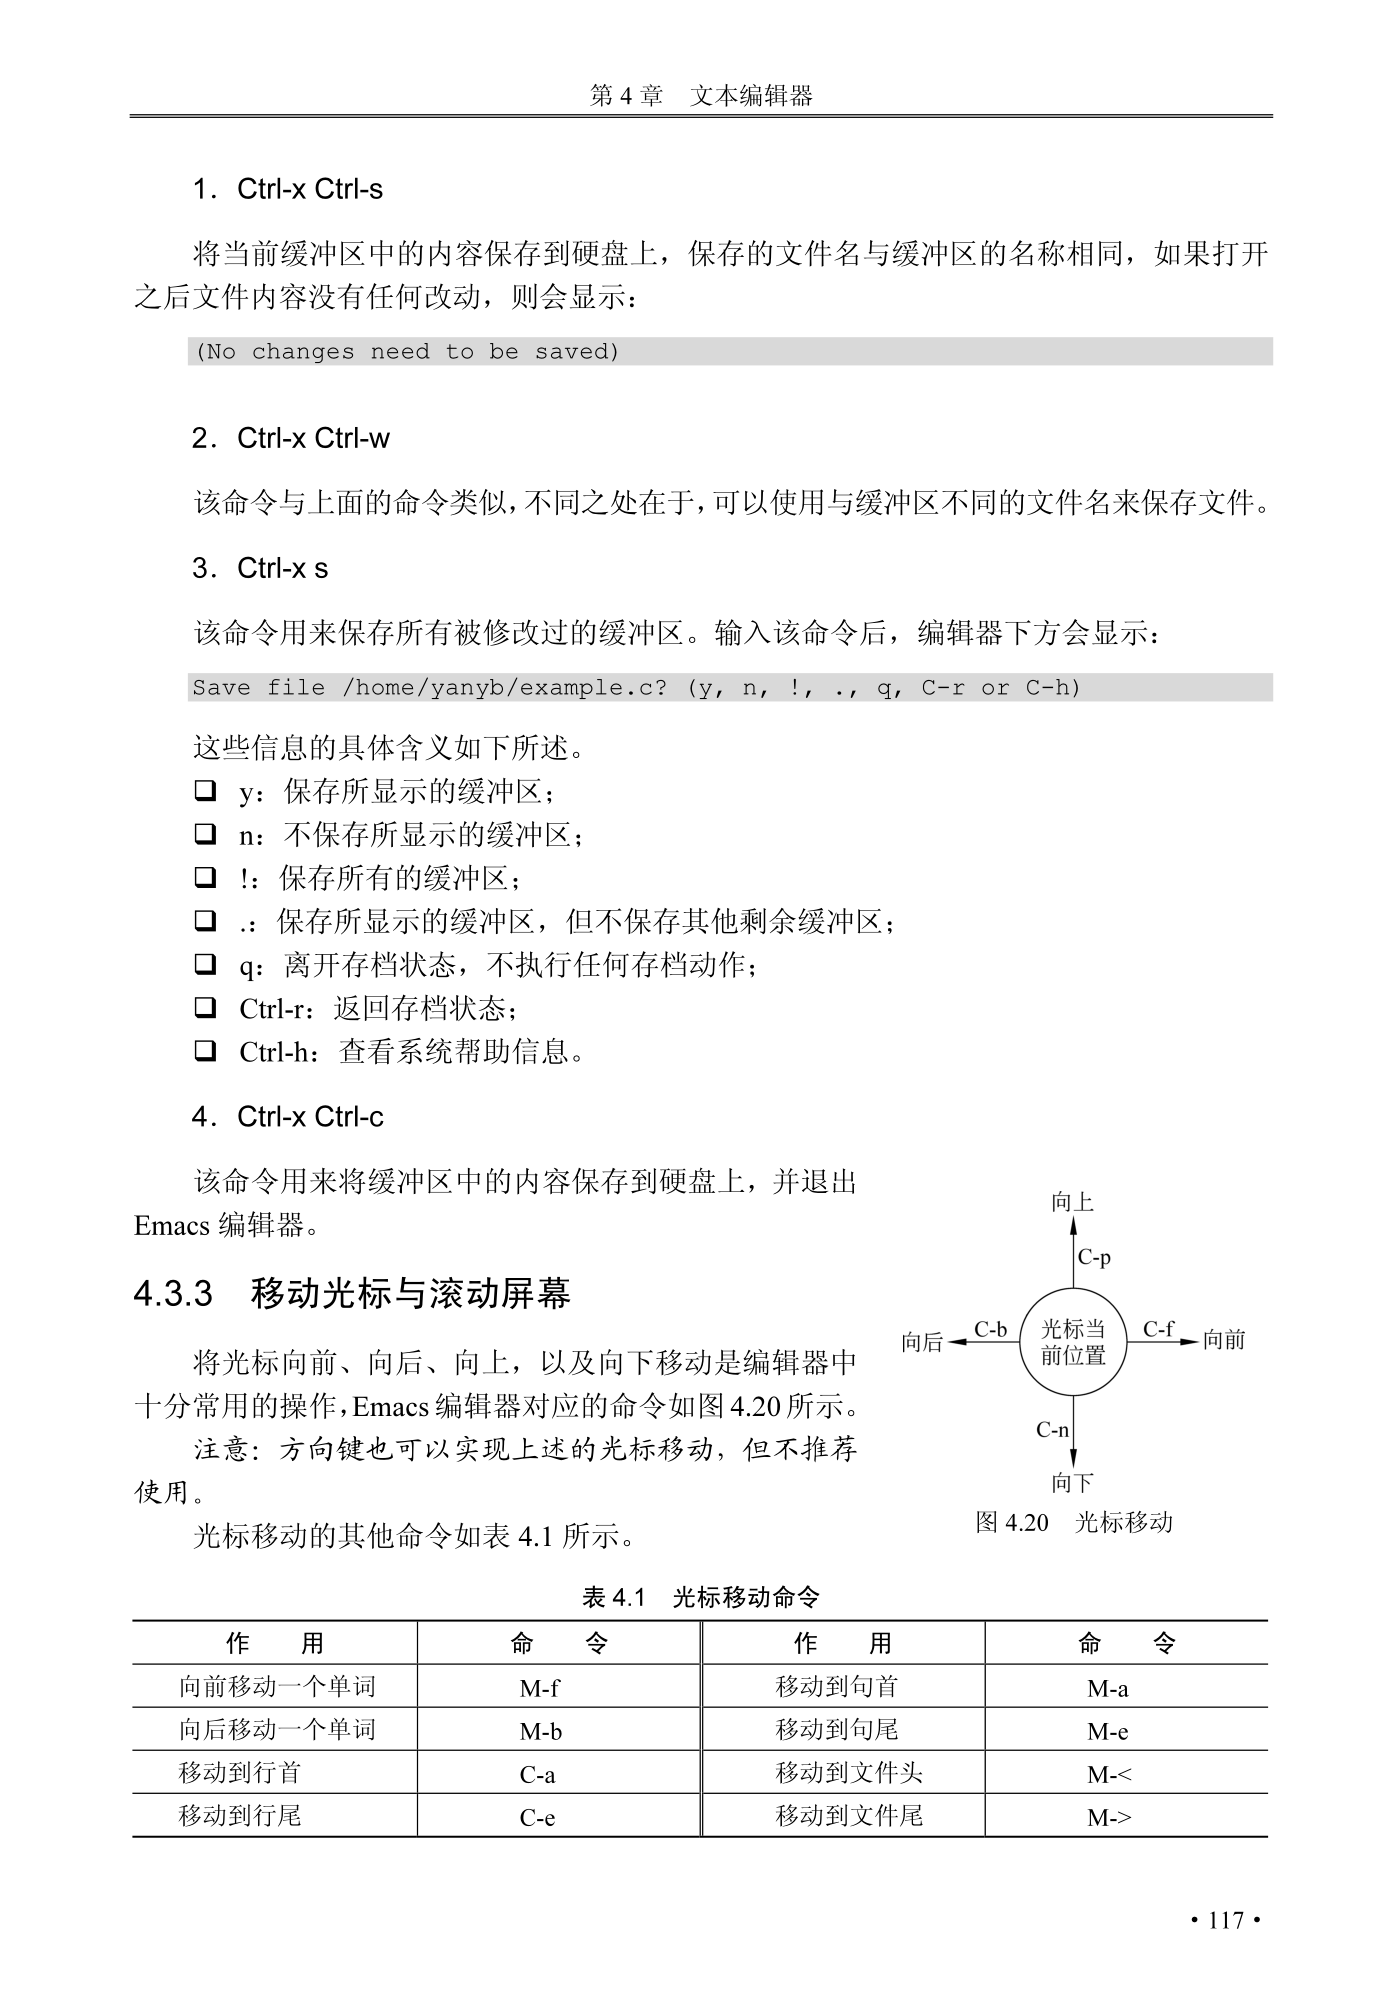 第 4 章　文本编辑器
1．Ctrl-x Ctrl-s
将当前缓冲区中的内容保存到硬盘上，保存的文件名与缓冲区的名称相同，如果打开
之后文件内容没有任何改动，则会显示：
(No changes need to be saved)
2．Ctrl-x Ctrl-w
该命令与上面的命令类似，不同之处在于，可以使用与缓冲区不同的文件名来保存文件。
3．Ctrl-x s
该命令用来保存所有被修改过的缓冲区。输入该命令后，编辑器下方会显示：
Save file /home/yanyb/example.c? (y, n, !, ., q, C-r or C-h)
这些信息的具体含义如下所述。
❑ y：保存所显示的缓冲区；
❑ n：不保存所显示的缓冲区；
❑ !：保存所有的缓冲区；
❑ .：保存所显示的缓冲区，但不保存其他剩余缓冲区；
❑ q：离开存档状态，不执行任何存档动作；
❑ Ctrl-r：返回存档状态；
❑ Ctrl-h：查看系统帮助信息。
4．Ctrl-x Ctrl-c
该命令用来将缓冲区中的内容保存到硬盘上，并退出
Emacs 编辑器。
4.3.3　移动光标与滚动屏幕
将光标向前、向后、向上，以及向下移动是编辑器中
十分常用的操作，Emacs 编辑器对应的命令如图 4.20 所示。
注意：方向键也可以实现上述的光标移动，但不推荐
使用。
光标移动的其他命令如表 4.1 所示。
向上
C-p
向后 C-b 光标当 C-f 向前
前位置
C-n
向下
图 4.20　光标移动
表 4.1　光标移动命令
作　用 命　令 作　用 命　令
向前移动一个单词 M-f 移动到句首 M-a
向后移动一个单词 M-b 移动到句尾 M-e
移动到行首 C-a 移动到文件头 M-<
移动到行尾 C-e 移动到文件尾 M->
·117·